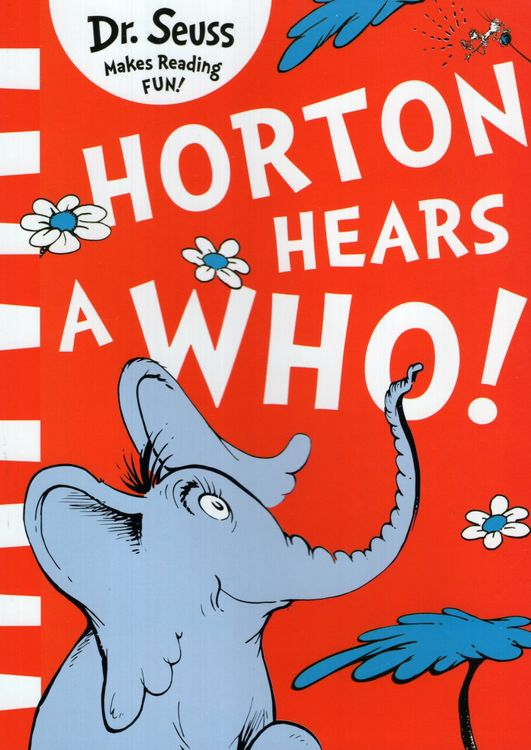 Dr. Seuss
Makes Reading
FUN!
HORTON
HEARS
A WHO!